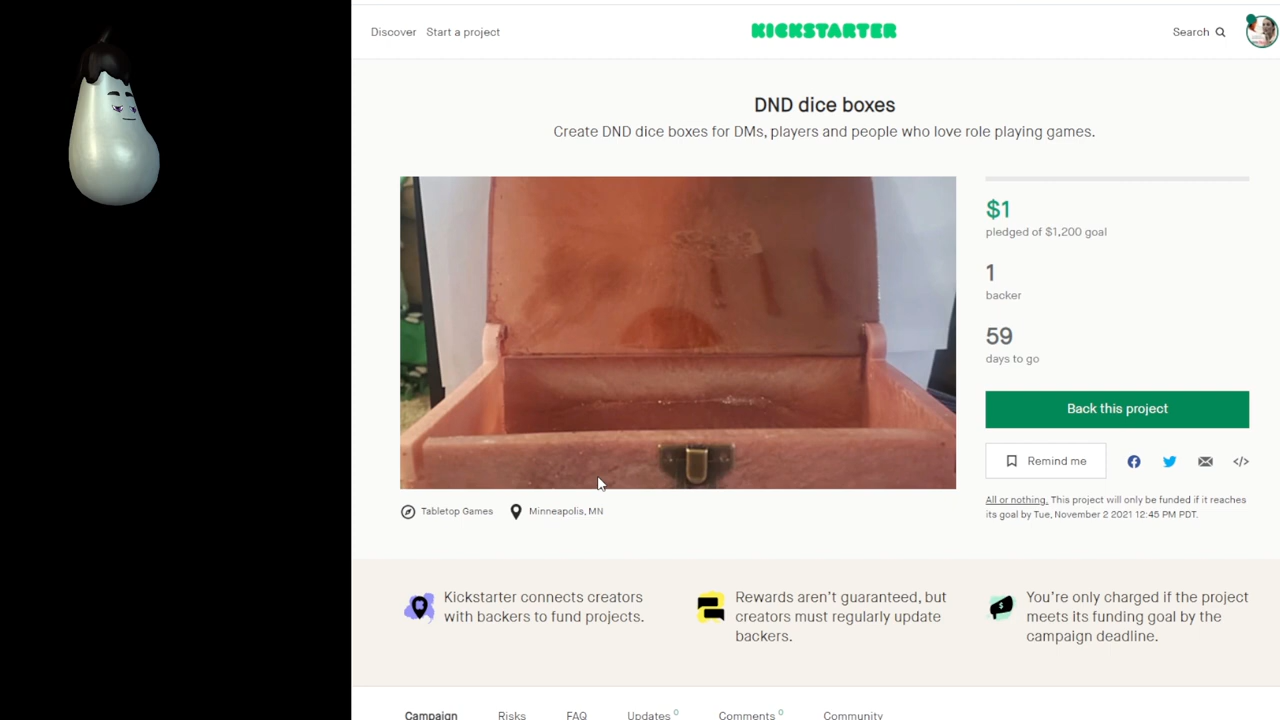 Discover
Start a project
KICKSTARTER
Search
DND dice boxes
Create DND dice boxes for DMs, players and people who love role playing games.
$1
pledged of $1,200 goal
1
backer
59
days to go
Back this project
Remind me
</>
All or nothing. This project will only be funded if it reaches
its goal by Tue, November 2 2021 12:45 PM PDT.
Tabletop Games
Minneapolis, MN
Kickstarter connects creators
with backers to fund projects.
Rewards aren't guaranteed, but
creators must regularly update
backers.
You're only charged if the project
meets its funding goal by the
campaign deadline.
Campaign
Risks
FAQ
Updates 0
Comments 0
Community